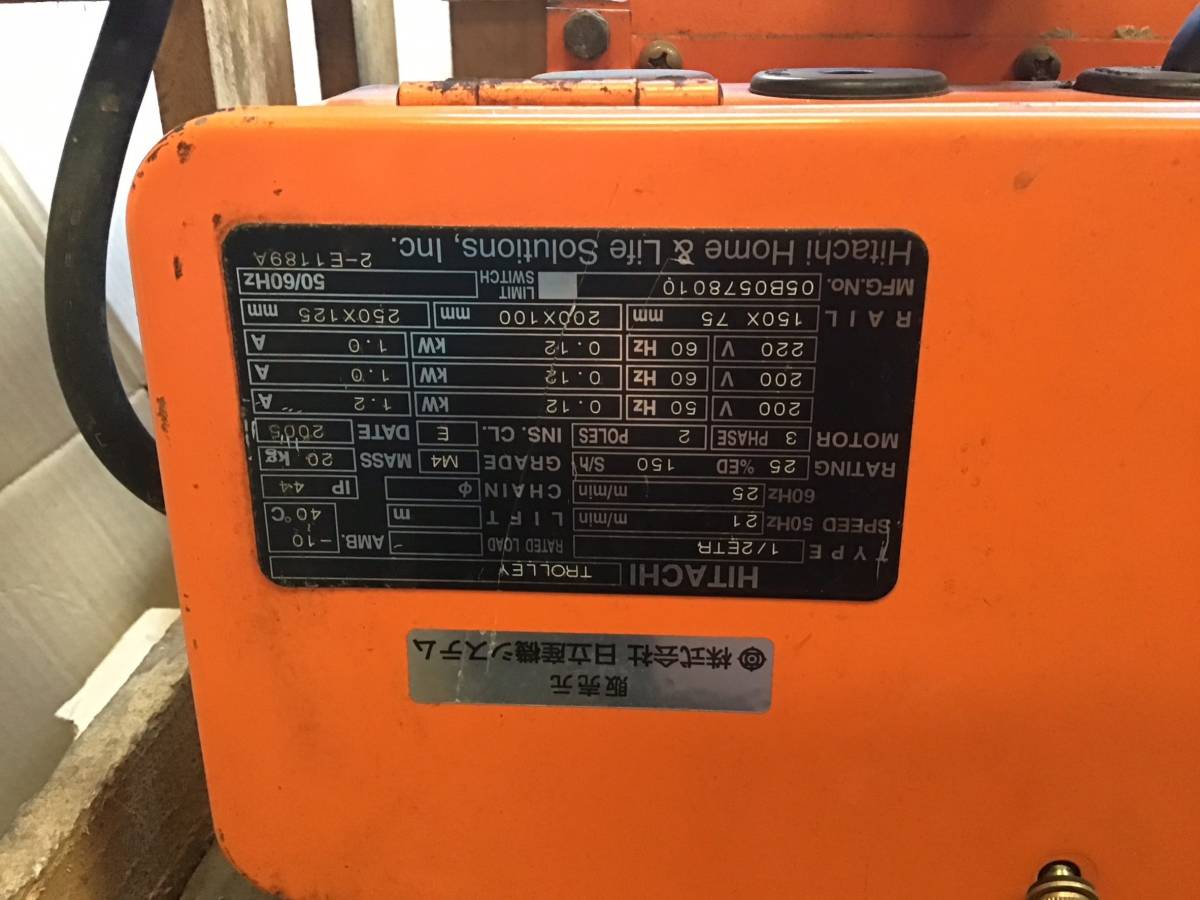 販売元
株式会社 日立産機システム
HITACHI TROLLEY
TYPE 1/2ETR RATED LOAD AMB. -10 ~ 40°C
SPEED 50Hz 21 m/min LIFT m
60Hz 25 m/min CHAIN φ IP 44
RATING 25 %ED 150 S/h GRADE M4 MASS 20 kg
MOTOR 3 PHASE 2 POLES INS. CL. E DATE 2005
200 V 50 Hz 0.12 kW 1.2 A
200 V 60 Hz 0.12 kW 1.0 A
220 V 60 Hz 0.12 kW 1.0 A
RAIL 150X 75 mm 200X100 mm 250X125 mm
MFG.No. 05B0578010 LIMIT SWITCH 50/60Hz
Hitachi Home & Life Solutions, Inc. 2-E1189A